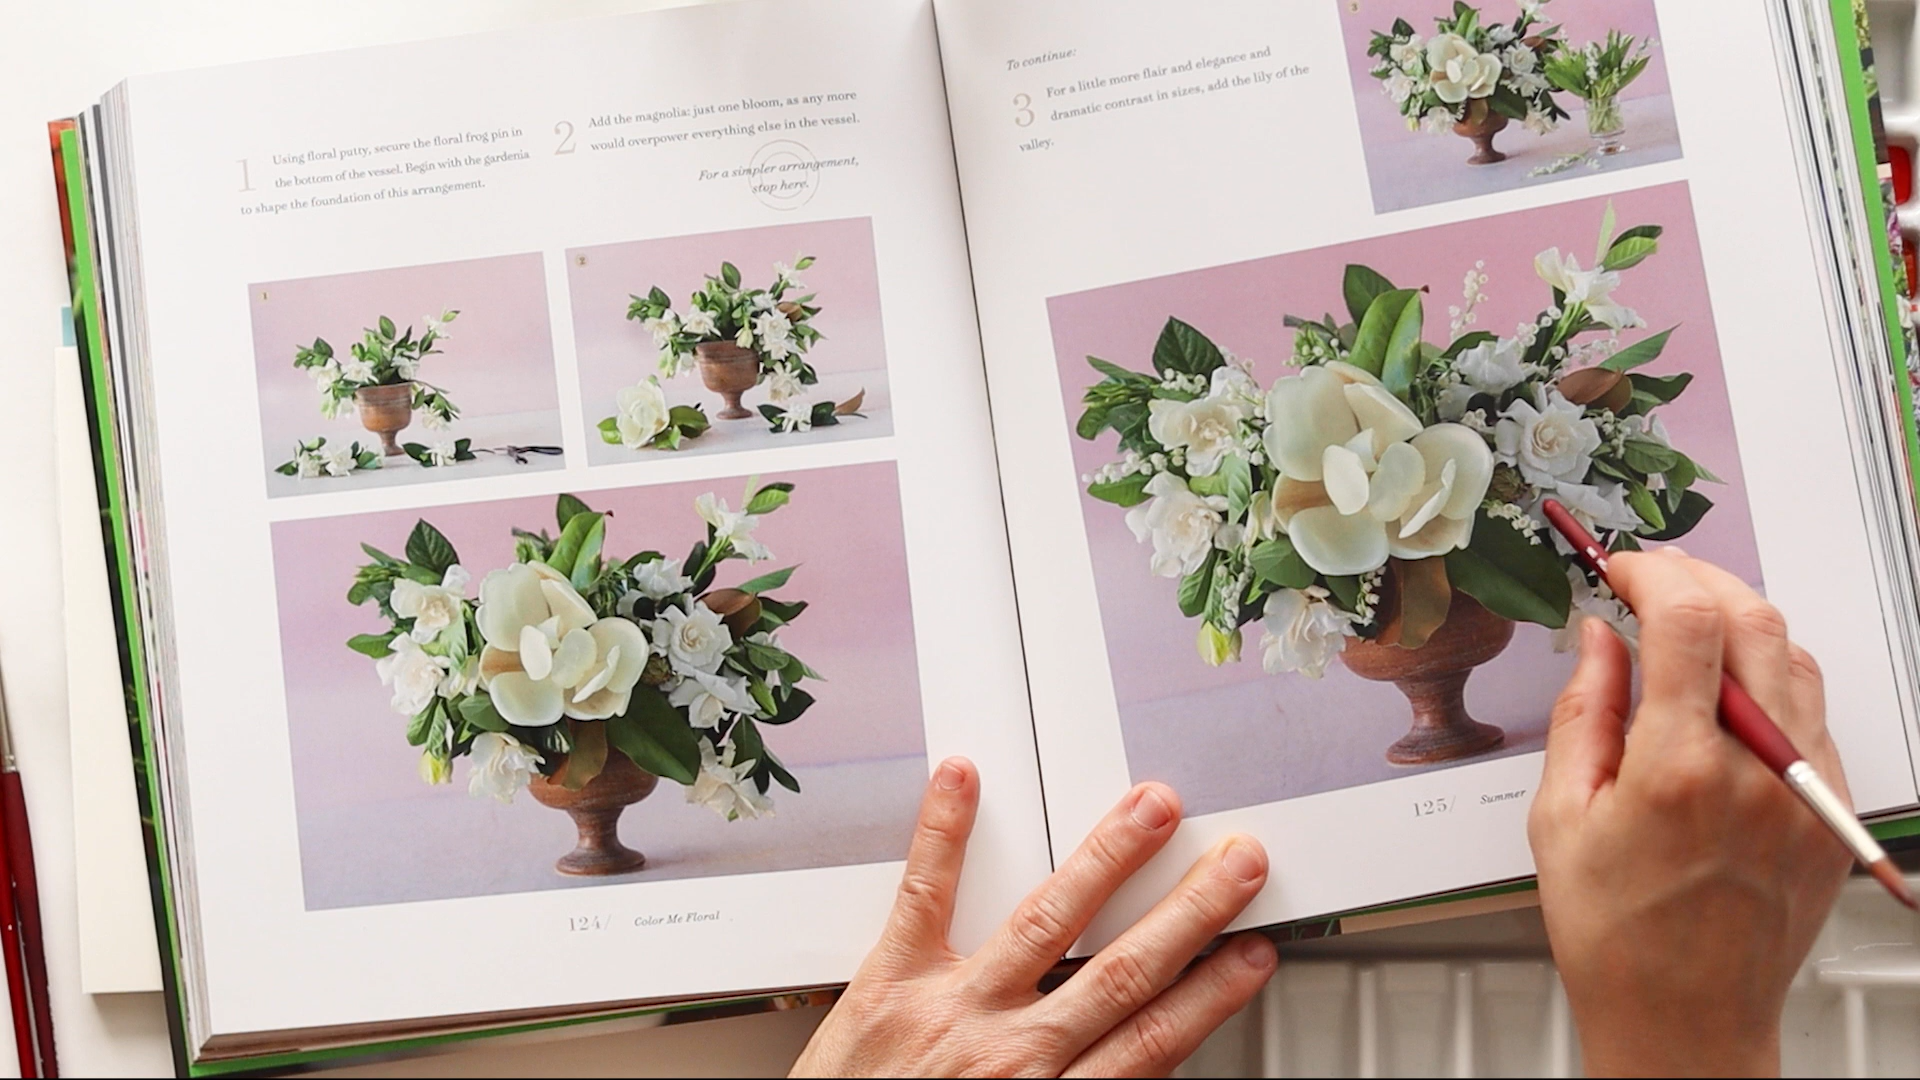 1 Using floral putty, secure the floral frog pin in
the bottom of the vessel. Begin with the gardenia
to shape the foundation of this arrangement.
2 Add the magnolia: just one bloom, as any more
would overpower everything else in the vessel.
For a simpler arrangement,
stop here.
1
2
124/ Color Me Floral
To continue:
3 For a little more flair and elegance and
dramatic contrast in sizes, add the lily of the
valley.
3
125/ Summer